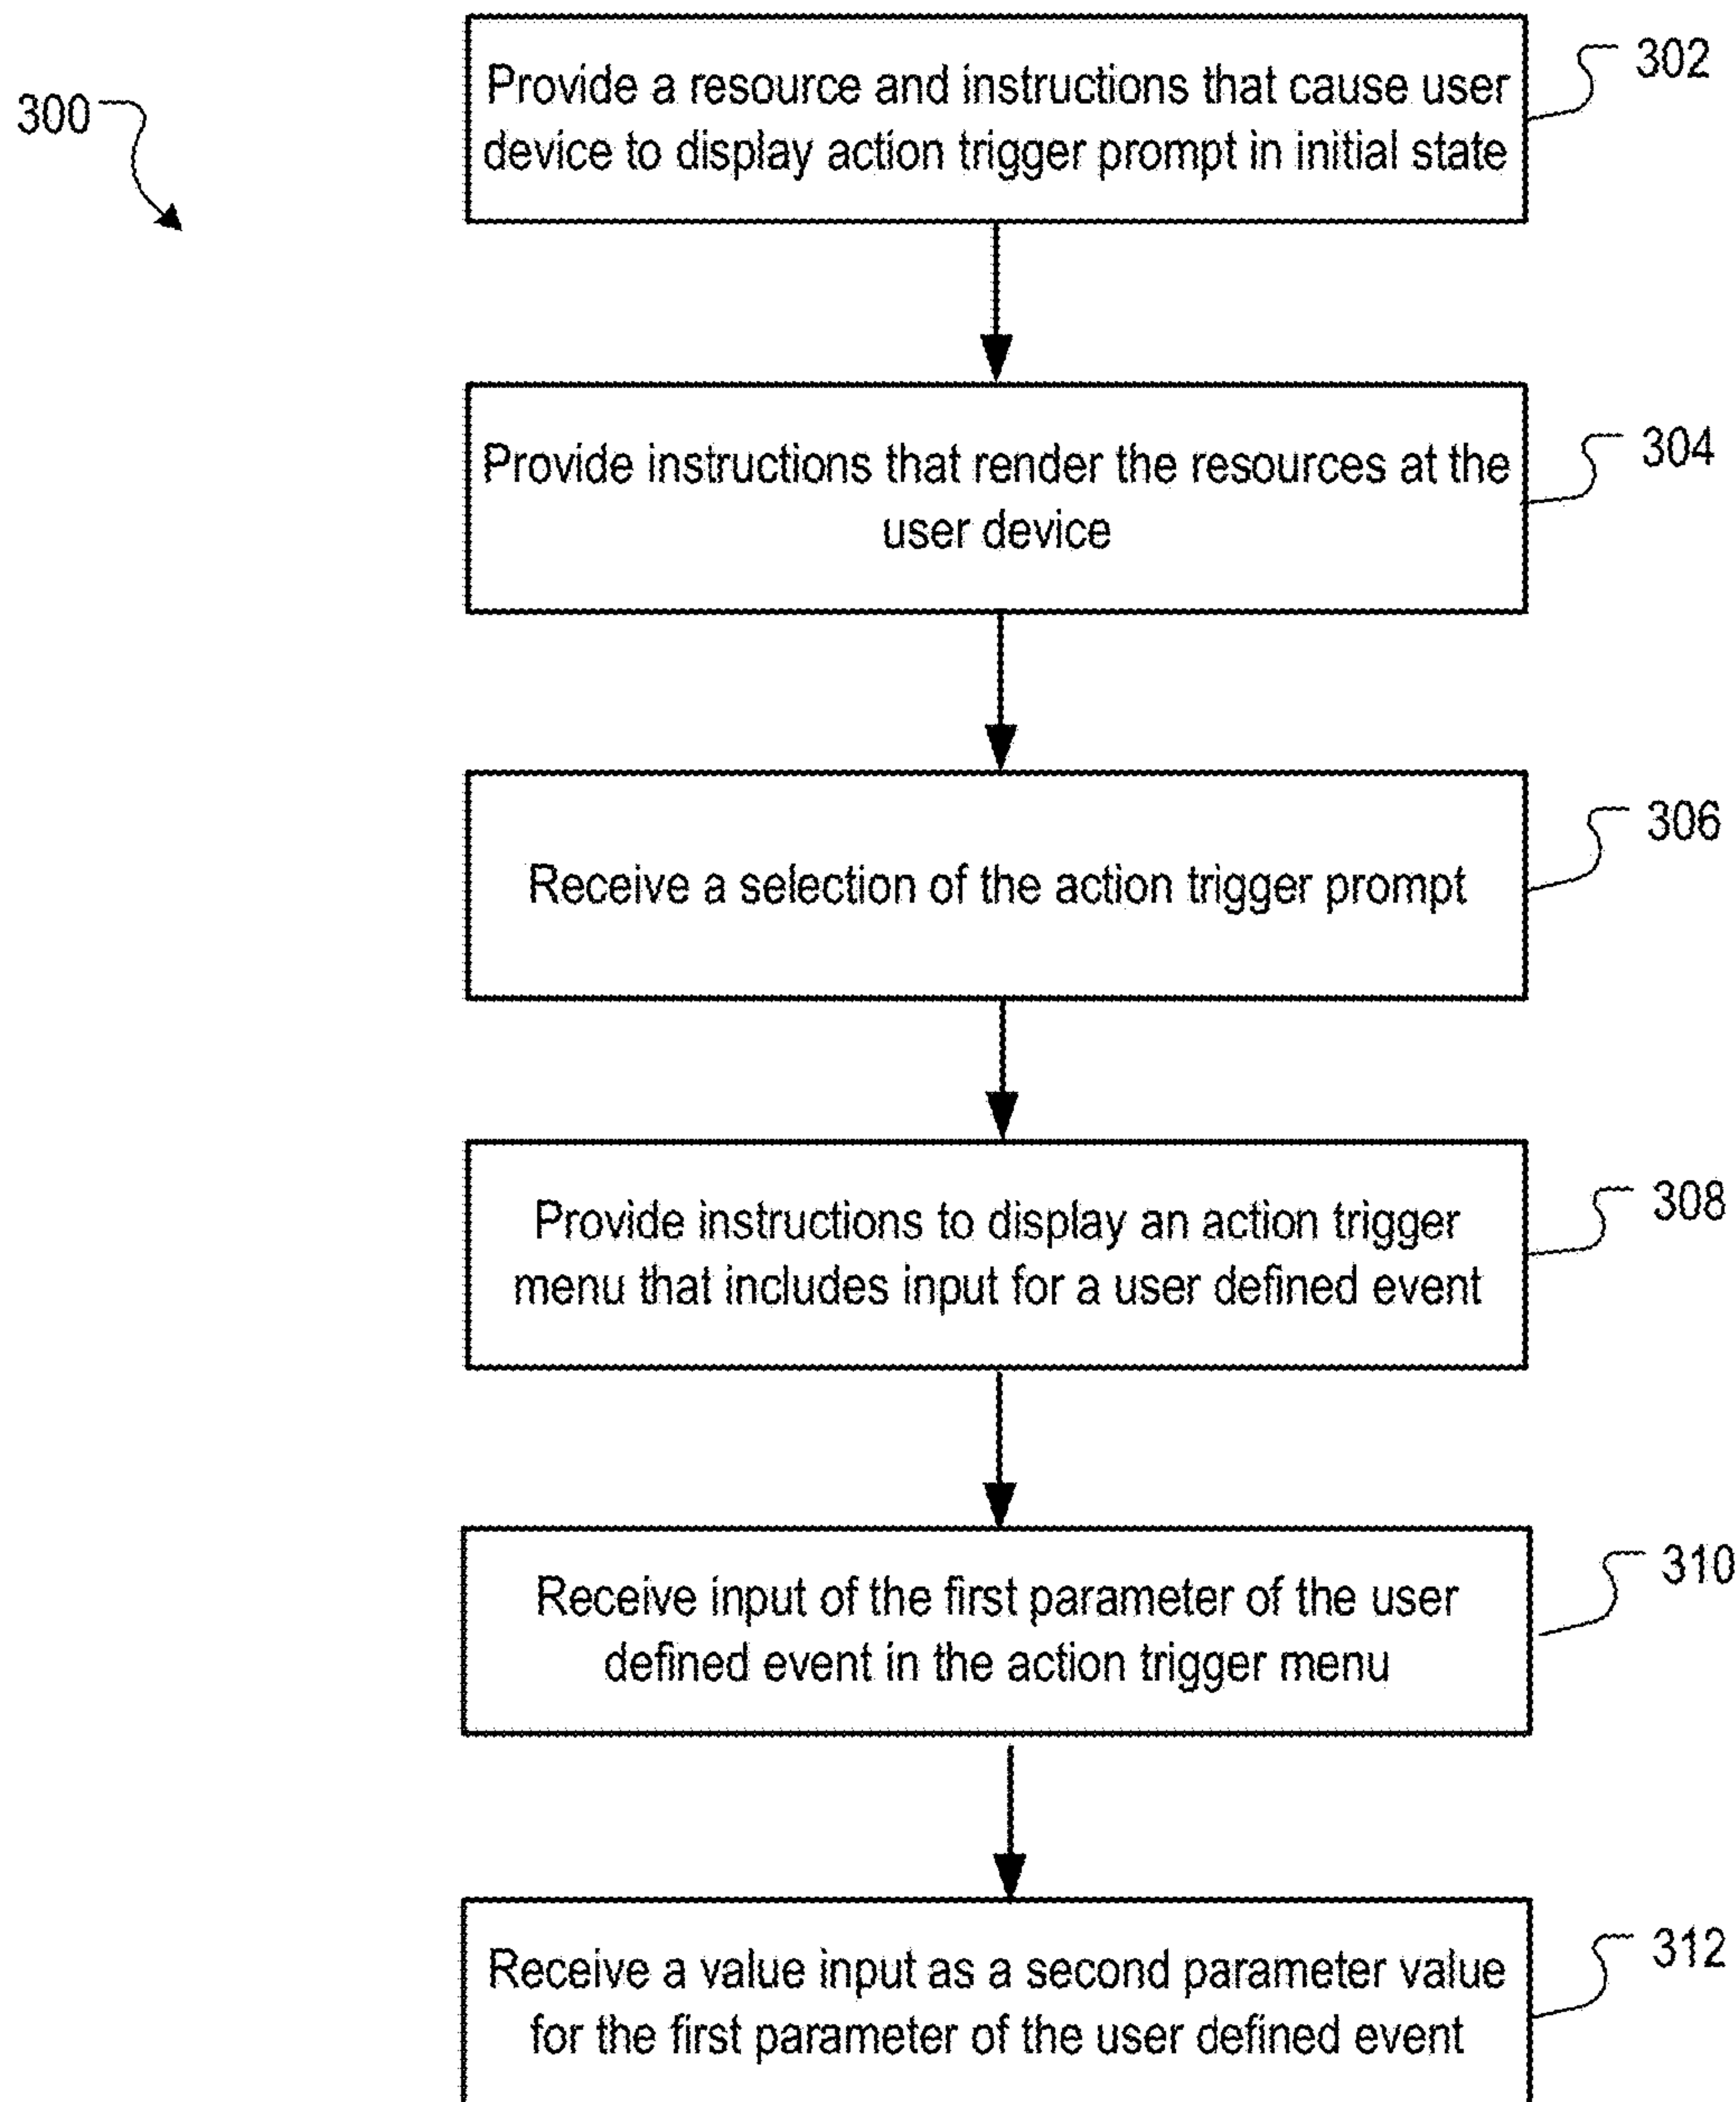 300
Provide a resource and instructions that cause user
device to display action trigger prompt in initial state
302
Provide instructions that render the resources at the
user device
304
Receive a selection of the action trigger prompt
306
Provide instructions to display an action trigger
menu that includes input for a user defined event
308
Receive input of the first parameter of the user
defined event in the action trigger menu
310
Receive a value input as a second parameter value
for the first parameter of the user defined event
312